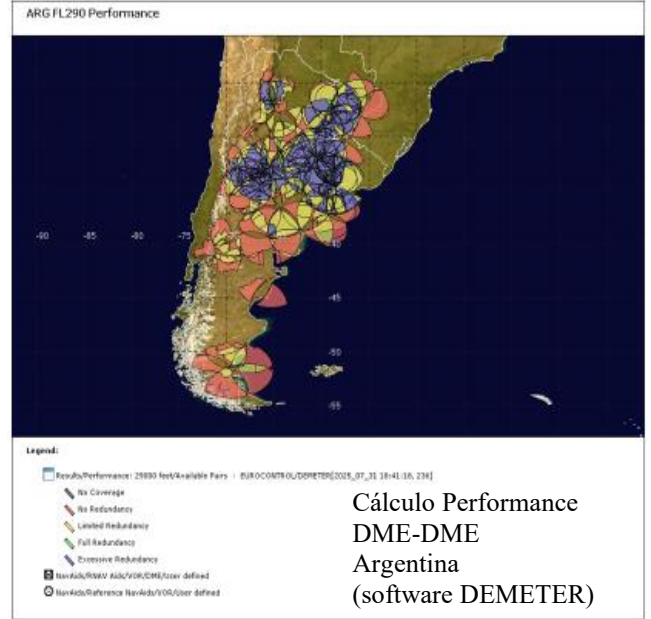 ARG FL290 Performance
-90
-85
-80
-75
-40
-45
-50
-55
Legend:
Results/Performance: 29000 feet/Available Pairs : EUROCONTROL/DEMETER[2025_07_31 18:41:18, 236]
No Coverage
No Redundancy
Limited Redundancy
Full Redundancy
Excessive Redundancy
NavAids/RNAV Aids/VOR/DME/User defined
NavAids/Reference NavAids/VOR/User defined
Cálculo Performance
DME-DME
Argentina
(software DEMETER)